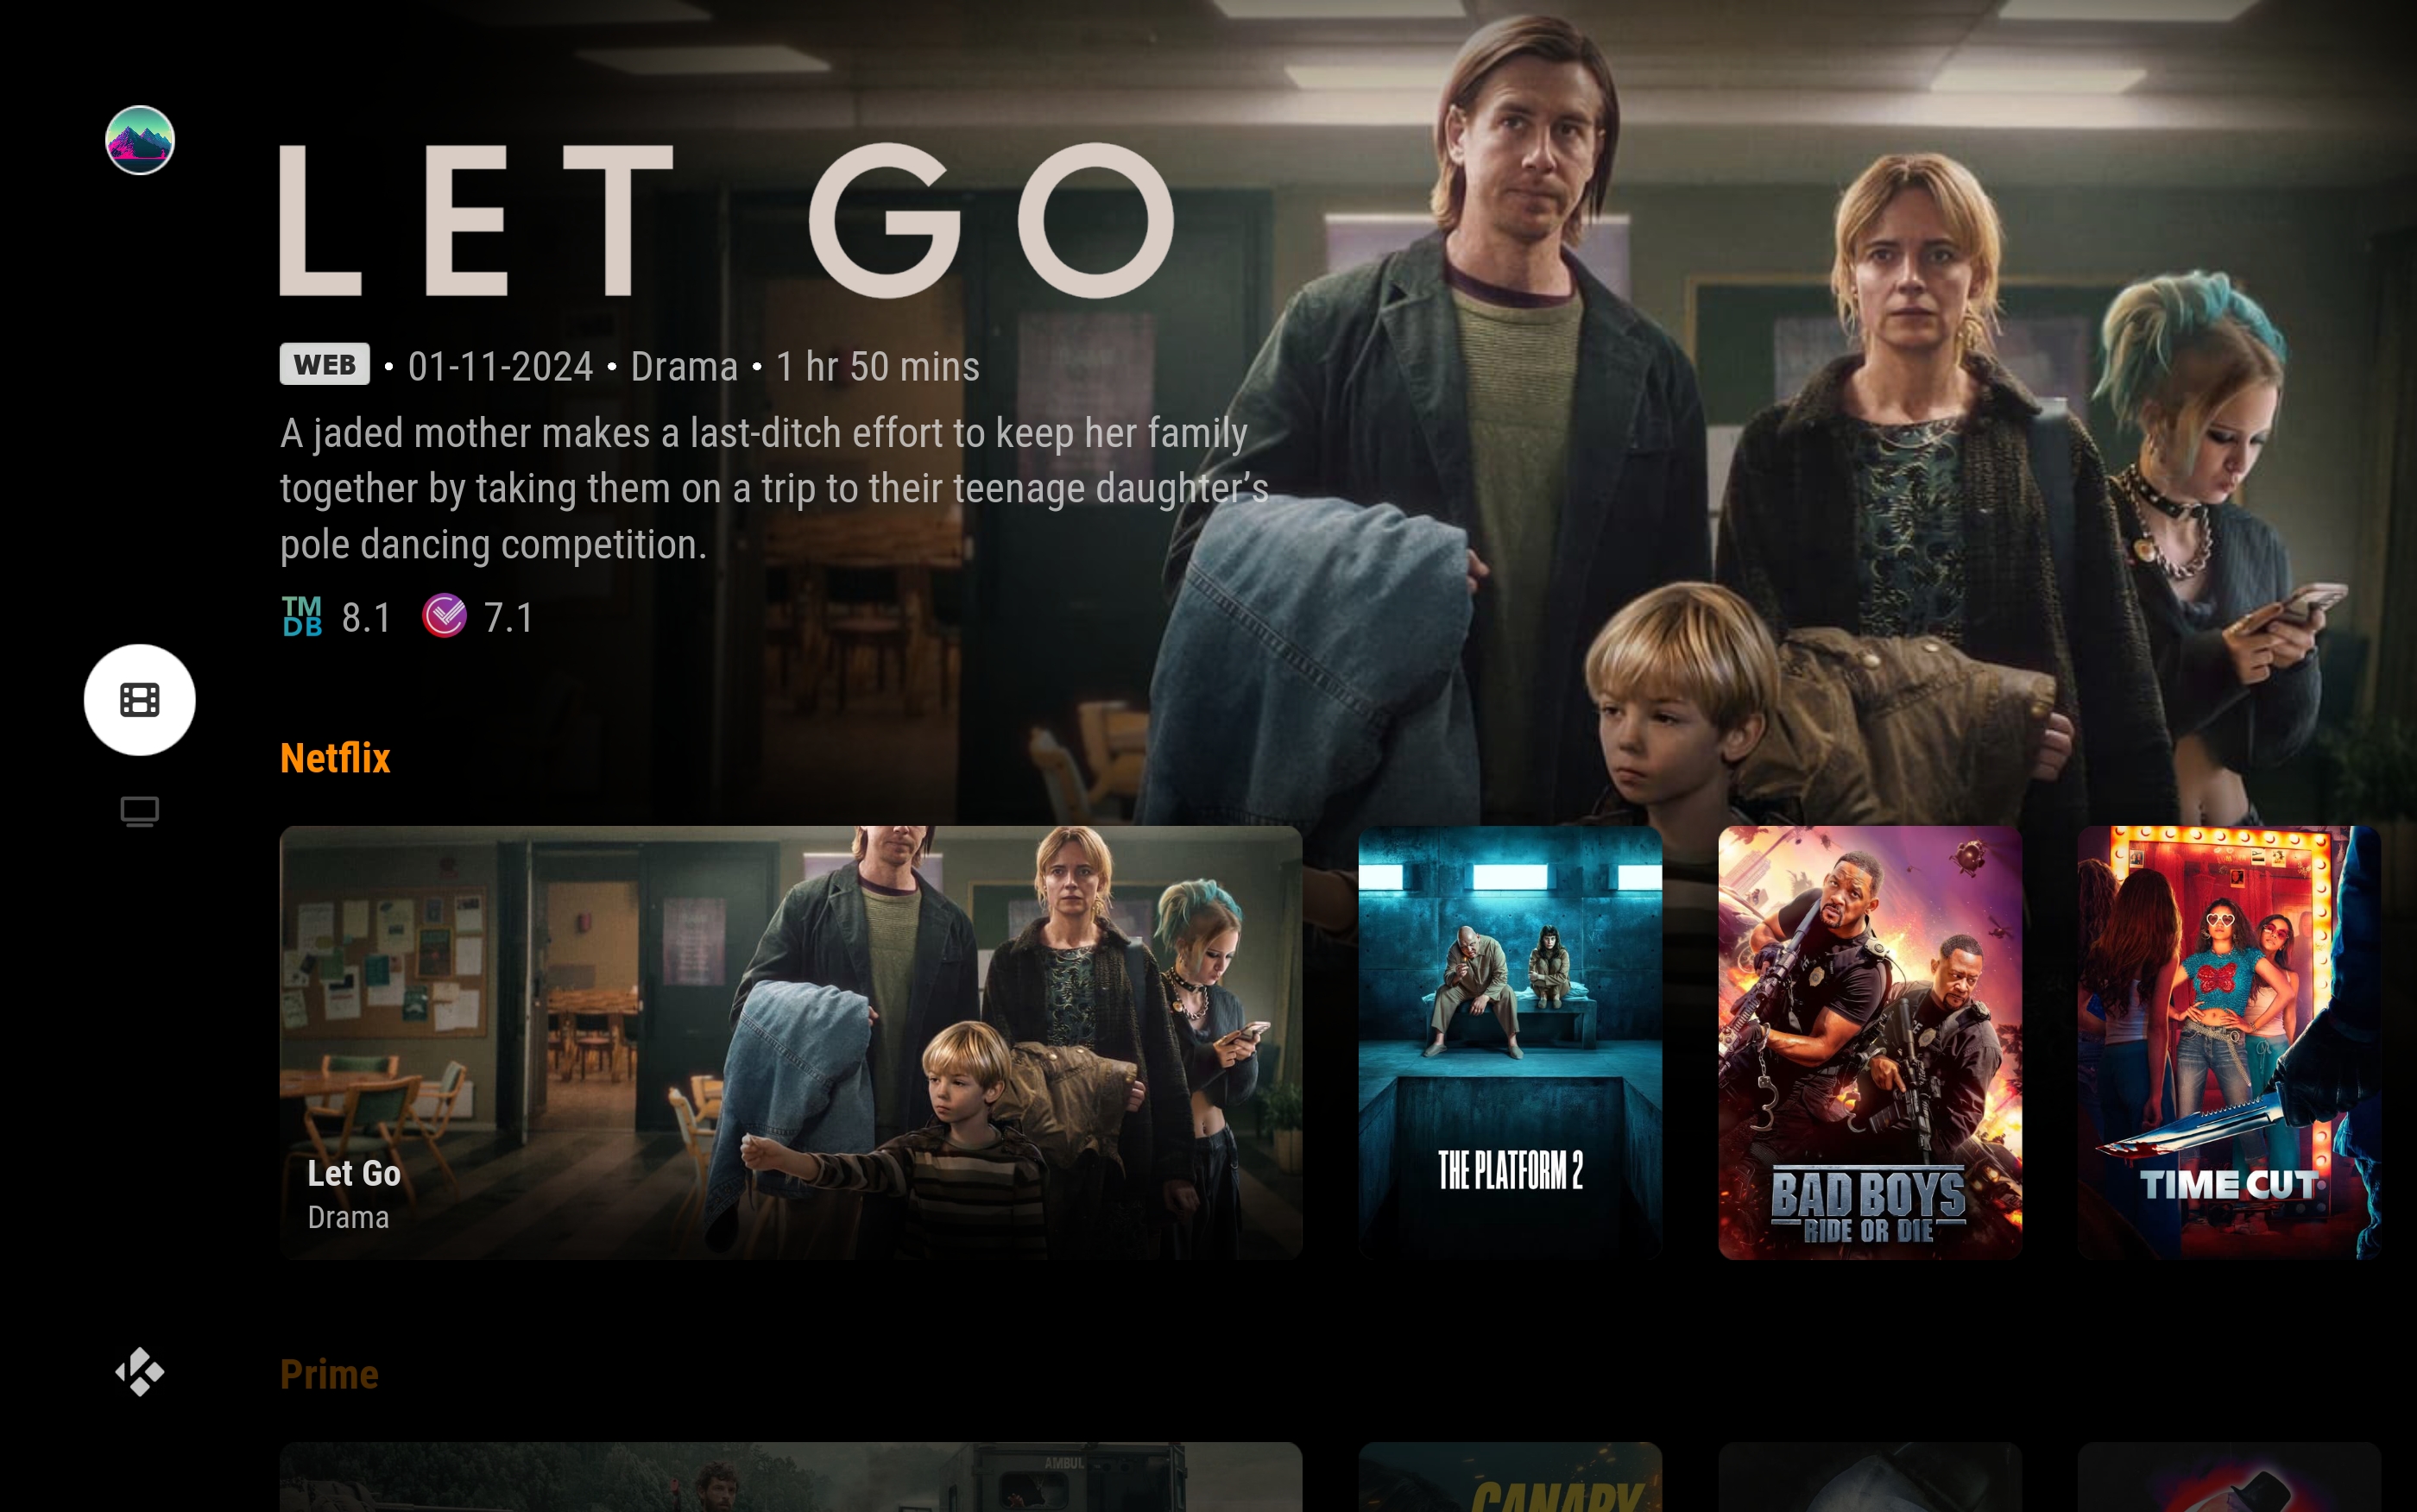 LET GO
WEB • 01-11-2024 • Drama • 1 hr 50 mins
A jaded mother makes a last-ditch effort to keep her family
together by taking them on a trip to their teenage daughter’s
pole dancing competition.
TM
DB 8.1 7.1
Netflix
Let Go
Drama
THE PLATFORM 2
BAD BOYS
RIDE OR DIE
TIME CUT
Prime
AMBUL
CANARY